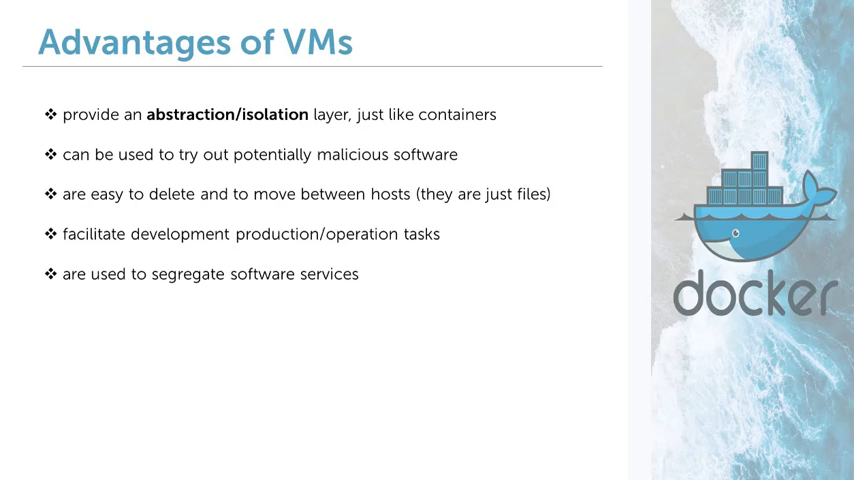 Advantages of VMs
❖ provide an abstraction/isolation layer, just like containers
❖ can be used to try out potentially malicious software
❖ are easy to delete and to move between hosts (they are just files)
❖ facilitate development production/operation tasks
❖ are used to segregate software services
docker